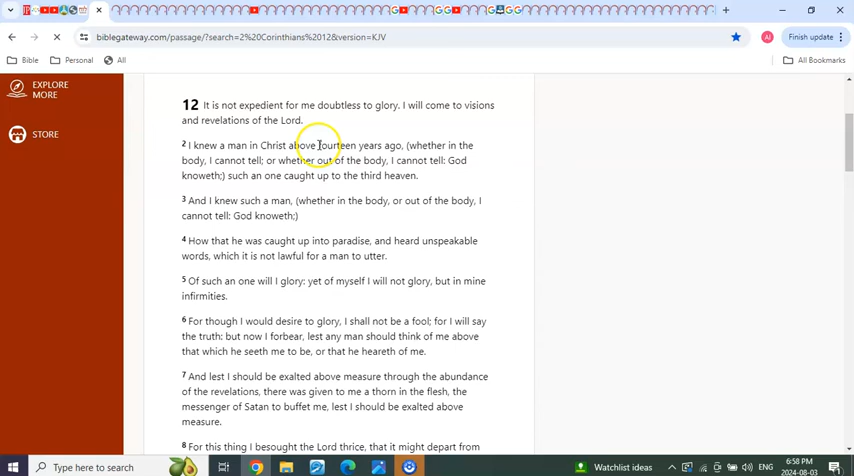 biblegateway.com/passage/?search=2%20Corinthians%2012&version=KJV
Finish update
Bible
Personal
All
All Bookmarks
EXPLORE
MORE
STORE
12 It is not expedient for me doubtless to glory. I will come to visions
and revelations of the Lord.
2 I knew a man in Christ above fourteen years ago, (whether in the
body, I cannot tell; or whether out of the body, I cannot tell: God
knoweth;) such an one caught up to the third heaven.
3 And I knew such a man, (whether in the body, or out of the body, I
cannot tell: God knoweth;)
4 How that he was caught up into paradise, and heard unspeakable
words, which it is not lawful for a man to utter.
5 Of such an one will I glory: yet of myself I will not glory, but in mine
infirmities.
6 For though I would desire to glory, I shall not be a fool; for I will say
the truth: but now I forbear, lest any man should think of me above
that which he seeth me to be, or that he heareth of me.
7 And lest I should be exalted above measure through the abundance
of the revelations, there was given to me a thorn in the flesh, the
messenger of Satan to buffet me, lest I should be exalted above
measure.
8 For this thing I besought the Lord thrice, that it might depart from
Type here to search
Watchlist ideas
ENG
6:58 PM
2024-08-03